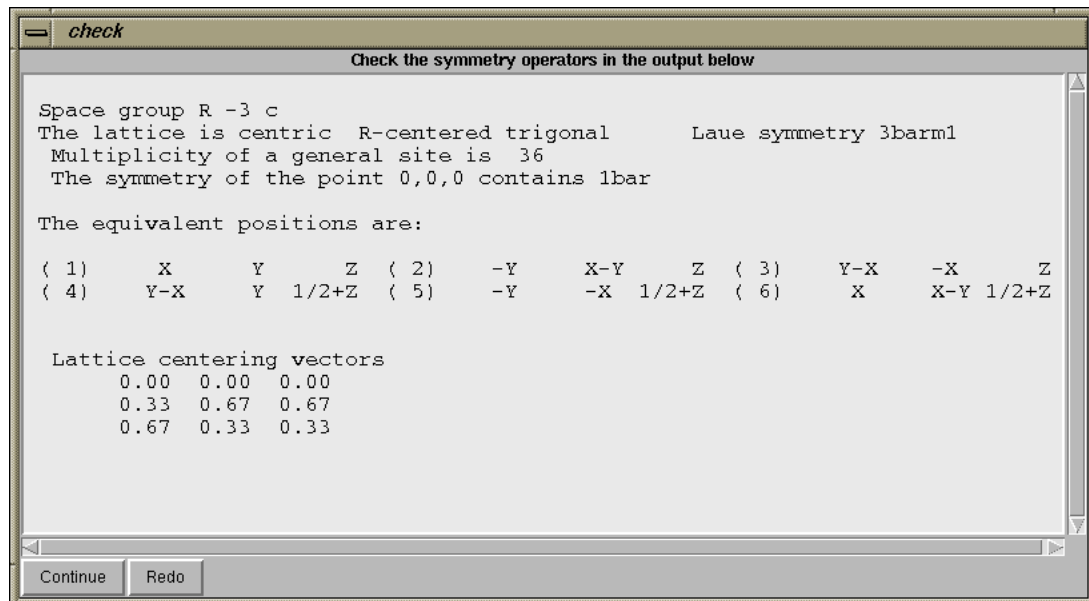 check
Check the symmetry operators in the output below
Space group R -3 c
The lattice is centric  R-centered trigonal      Laue symmetry 3barm1
Multiplicity of a general site is  36
The symmetry of the point 0,0,0 contains 1bar
The equivalent positions are:
( 1)      X      Y      Z  ( 2)      -Y     X-Y      Z  ( 3)      Y-X     -X      Z
( 4)     Y-X     Y  1/2+Z  ( 5)      -Y      -X  1/2+Z  ( 6)       X     X-Y 1/2+Z
Lattice centering vectors
0.00  0.00  0.00
0.33  0.67  0.67
0.67  0.33  0.33
Continue Redo